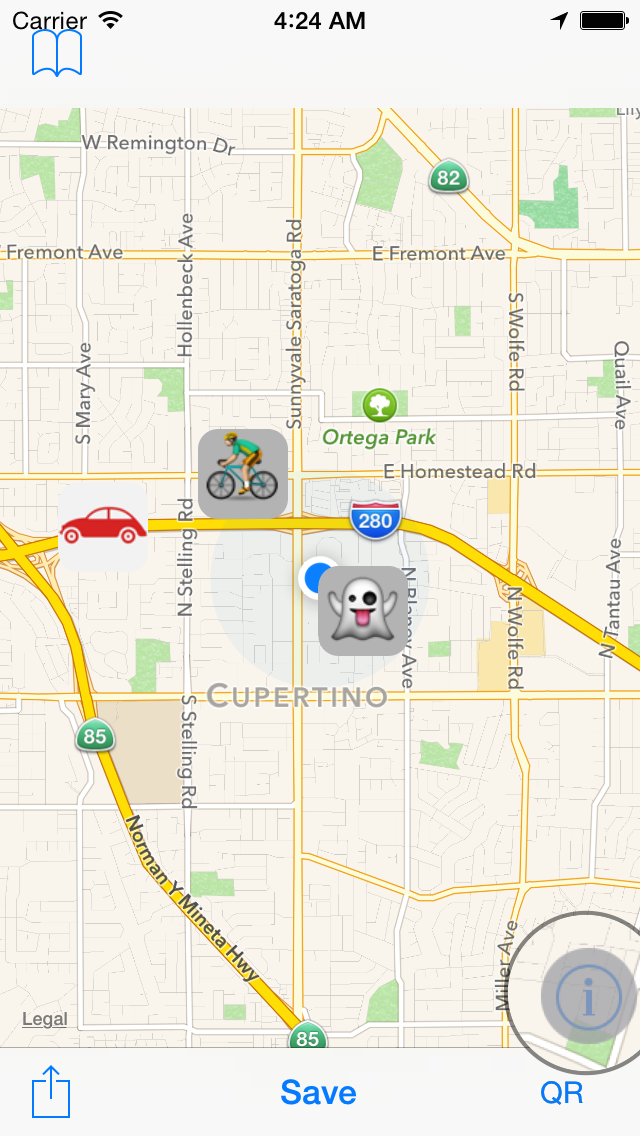 Carrier 4:24 AM
Lily
W Remington Dr
82
Fremont Ave
E Fremont Ave
Hollenbeck Ave
Sunnyvale Saratoga Rd
S Wolfe Rd
S Mary Ave
Quail Ave
Ortega Park
E Homestead Rd
280
N Stelling Rd
N Blaney Ave
N Wolfe Rd
N Tantau Ave
CUPERTINO
S Stelling Rd
85
Norman Y Mineta Hwy
Miller Ave
i
Legal
85
Save
QR